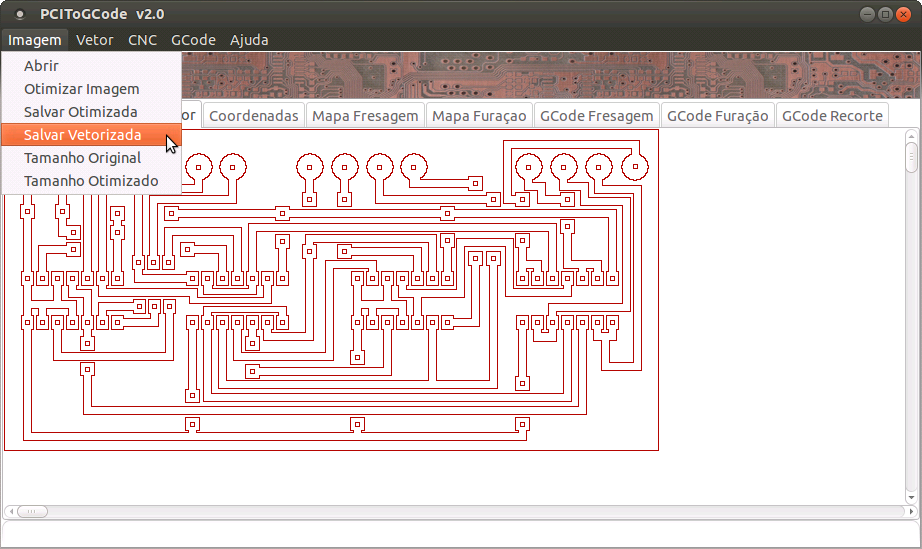 PCIToGCode v2.0
Imagem Vetor CNC GCode Ajuda
Abrir
Otimizar Imagem
Salvar Otimizada
Salvar Vetorizada
Tamanho Original
Tamanho Otimizado
or Coordenadas Mapa Fresagem Mapa Furaçao GCode Fresagem GCode Furação GCode Recorte